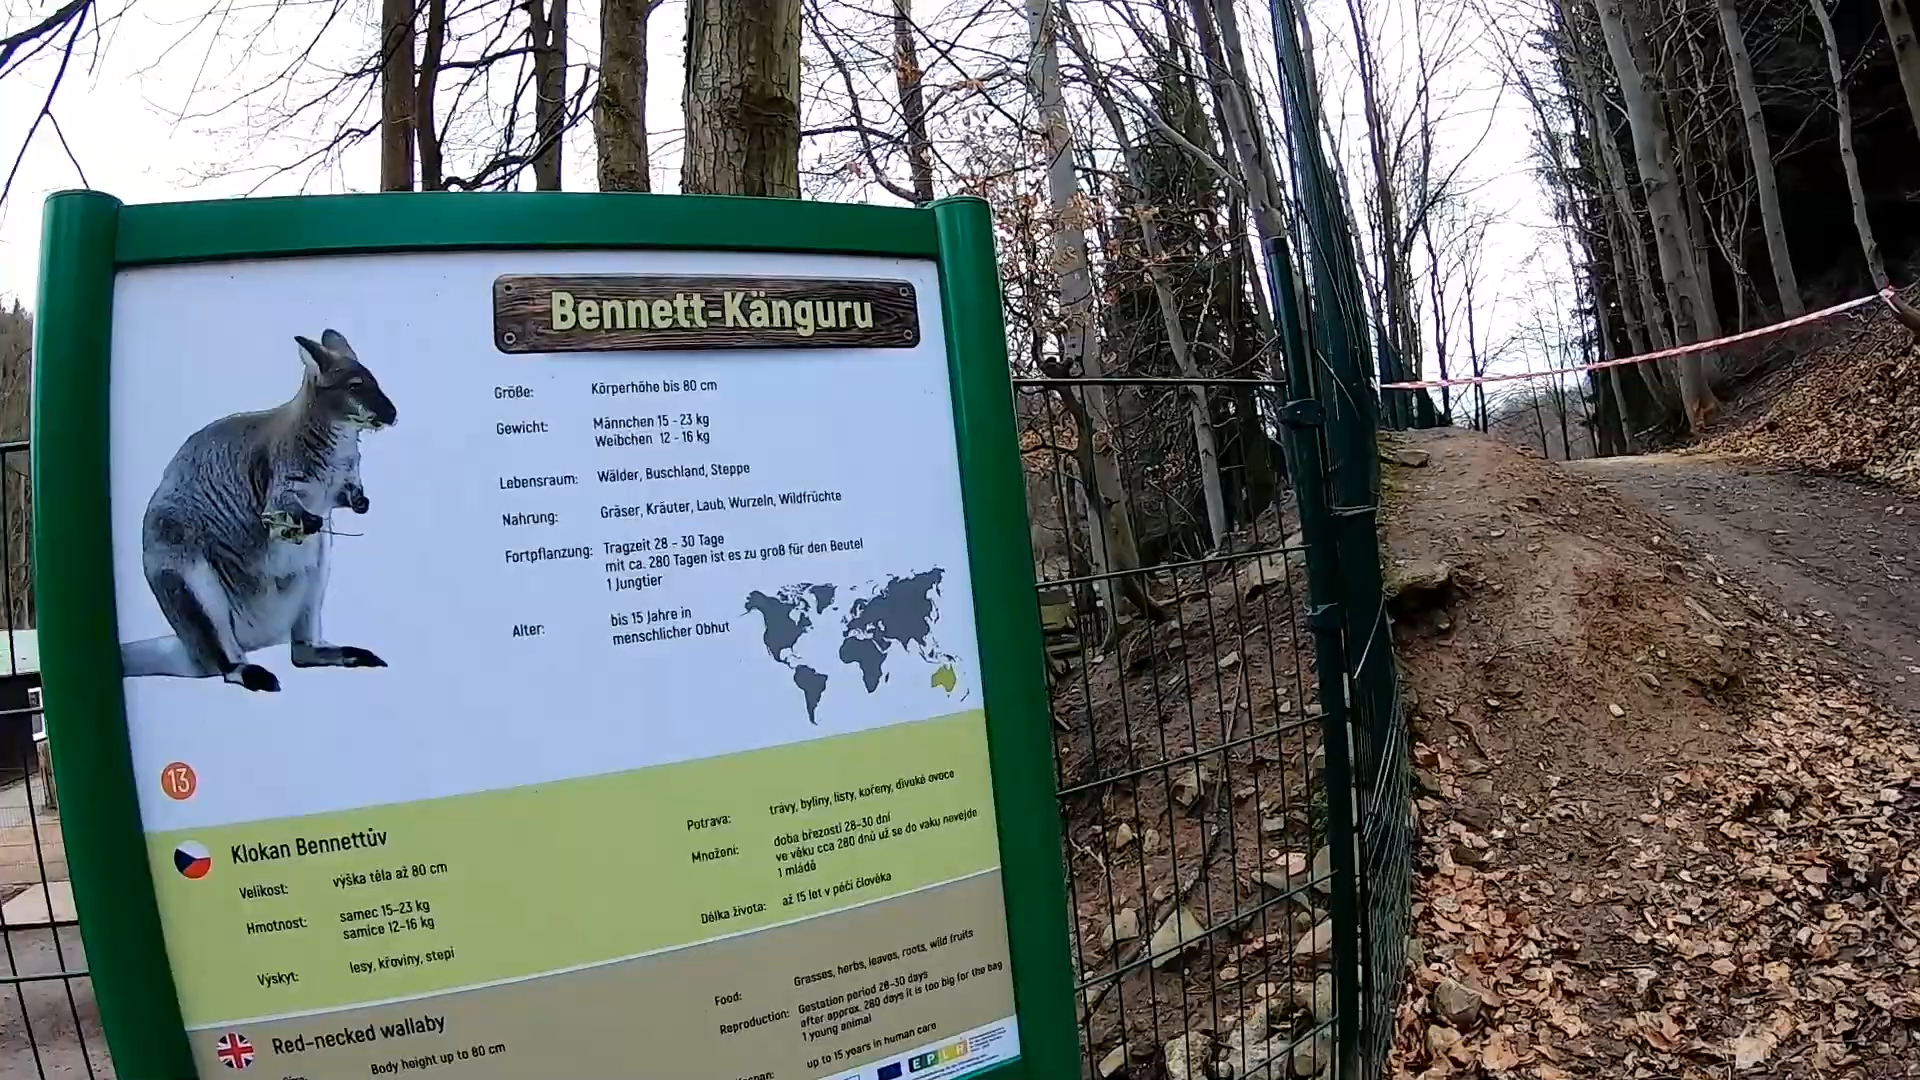 Bennett-Känguru
Größe: Körperhöhe bis 80 cm
Gewicht: Männchen 15 - 23 kg
Weibchen 12 - 16 kg
Lebensraum: Wälder, Buschland, Steppe
Nahrung: Gräser, Kräuter, Laub, Wurzeln, Wildfrüchte
Fortpflanzung: Tragzeit 28 - 30 Tage
mit ca. 280 Tagen ist es zu groß für den Beutel
1 Jungtier
Alter: bis 15 Jahre in
menschlicher Obhut
13
Klokan Bennettův
Velikost: výška těla až 80 cm
Hmotnost: samec 15-23 kg
samice 12-16 kg
Výskyt: lesy, křoviny, stepi
Potrava: trávy, byliny, listy, kořeny, divuké ovoce
Množení: doba březosti 28-30 dní
ve věku cca 280 dnů už se do vaku nevejde
1 mládě
Délka života: až 15 let v péči člověka
Red-necked wallaby
Body height up to 80 cm
Food: Grasses, herbs, leaves, roots, wild fruits
Reproduction: Gestation period 28-30 days
after approx. 280 days it is too big for the bag
1 young animal
up to 15 years in human care
EPLR